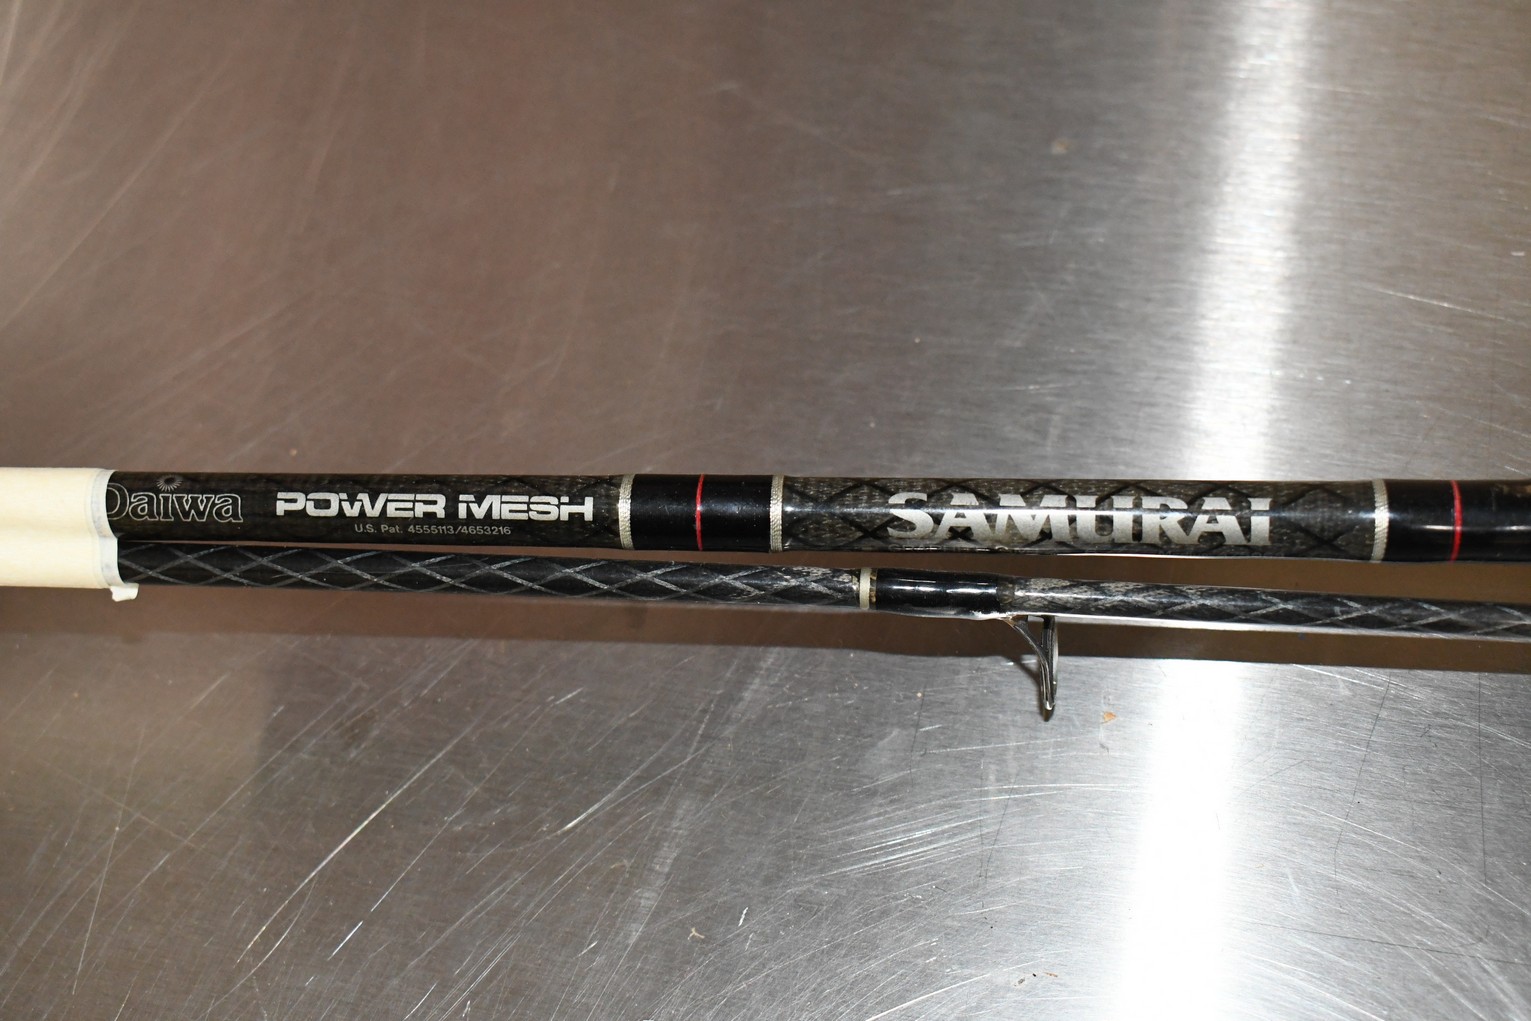 Daiwa POWER MESH SAMURAI
U.S. Pat. 4555113/4653216